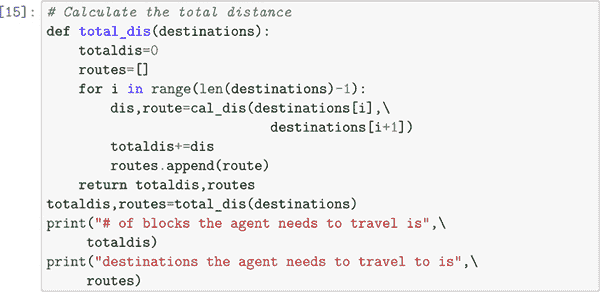 [15]: # Calculate the total distance
def total_dis(destinations):
    totaldis=0
    routes=[]
    for i in range(len(destinations)-1):
        dis,route=cal_dis(destinations[i],\
                            destinations[i+1])
        totaldis+=dis
        routes.append(route)
    return totaldis,routes
totaldis,routes=total_dis(destinations)
print("# of blocks the agent needs to travel is",\
     totaldis)
print("destinations the agent needs to travel to is",\
     routes)